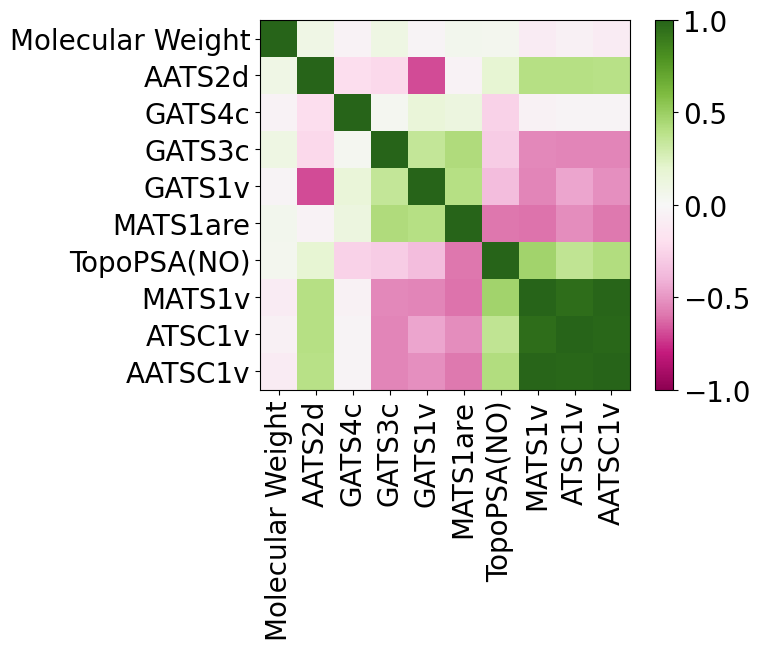 Molecular Weight
AATS2d
GATS4c
GATS3c
GATS1v
MATS1are
TopoPSA(NO)
MATS1v
ATSC1v
AATSC1v
Molecular Weight
AATS2d
GATS4c
GATS3c
GATS1v
MATS1are
TopoPSA(NO)
MATS1v
ATSC1v
AATSC1v
1.0
0.5
0.0
−0.5
−1.0